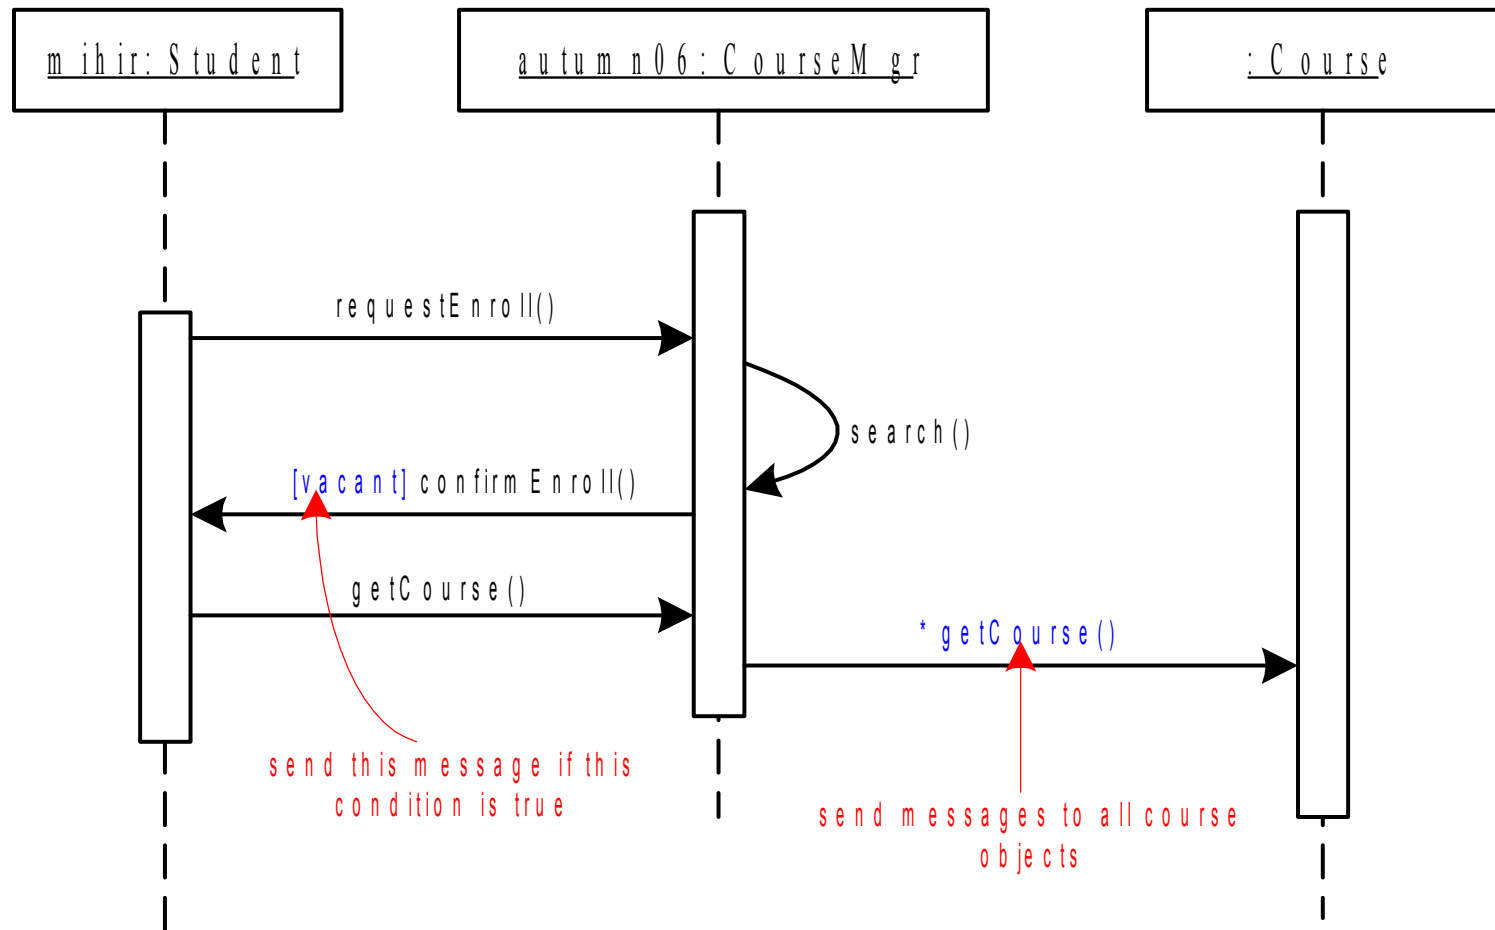 mihir: Student
autumn06: CourseMgr
: Course
requestEnroll()
search()
[vacant] confirmEnroll()
getCourse()
* getCourse()
send this message if this
condition is true
send messages to all course
objects